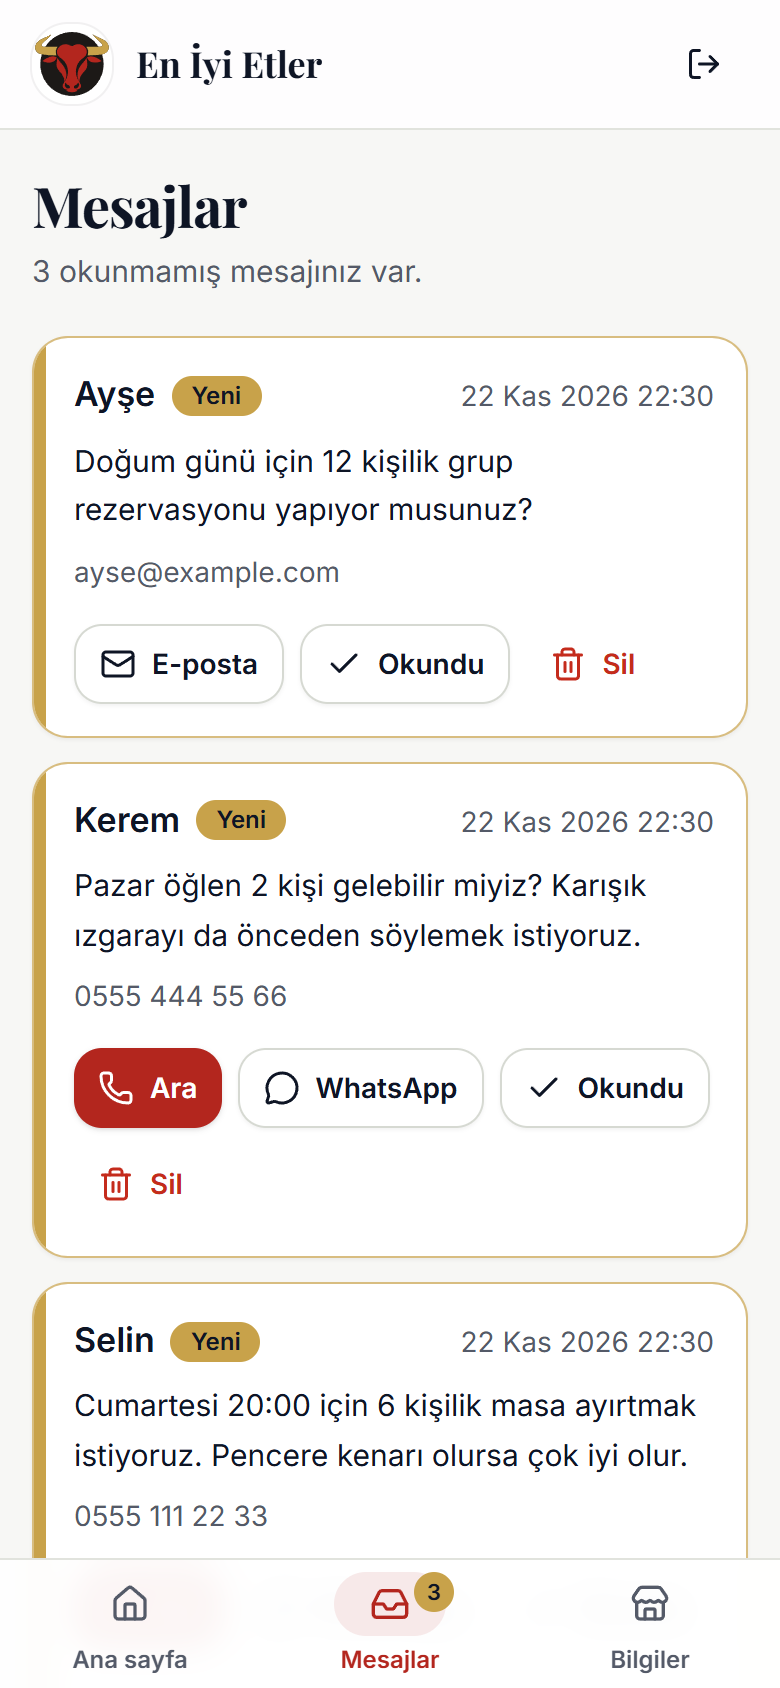 En İyi Etler
Mesajlar
3 okunmamış mesajınız var.
Ayşe Yeni 22 Kas 2026 22:30
Doğum günü için 12 kişilik grup
rezervasyonu yapıyor musunuz?
ayse@example.com
E-posta Okundu Sil
Kerem Yeni 22 Kas 2026 22:30
Pazar öğlen 2 kişi gelebilir miyiz? Karışık
ızgarayı da önceden söylemek istiyoruz.
0555 444 55 66
Ara WhatsApp Okundu
Sil
Selin Yeni 22 Kas 2026 22:30
Cumartesi 20:00 için 6 kişilik masa ayırtmak
istiyoruz. Pencere kenarı olursa çok iyi olur.
0555 111 22 33
3
Ana sayfa Mesajlar Bilgiler